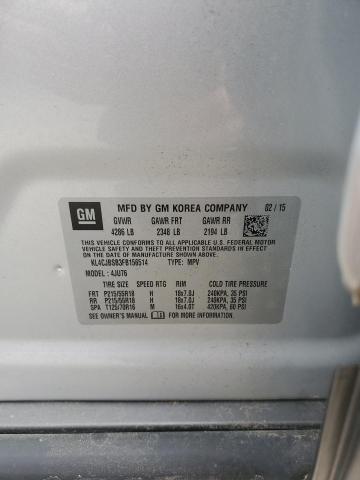 GM
MFD BY GM KOREA COMPANY 02 / 15
GVWR GAWR FRT GAWR RR
4286 LB 2348 LB 2194 LB
THIS VEHICLE CONFORMS TO ALL APPLICABLE U.S. FEDERAL MOTOR
VEHICLE SAFETY AND THEFT PREVENTION STANDARDS IN EFFECT
ON THE DATE OF MANUFACTURE SHOWN ABOVE.
KL4CJBSB3FB156514 TYPE: MPV
MODEL : 4JU76
TIRE SIZE SPEED RTG RIM COLD TIRE PRESSURE
FRT P215/55R18 H 18x7.0J 240KPA, 35 PSI
RR P215/55R18 H 18x7.0J 240KPA, 35 PSI
SPA T125/70R16 M 16x4.0T 420KPA, 60 PSI
SEE OWNER'S MANUAL FOR MORE INFORMATION.